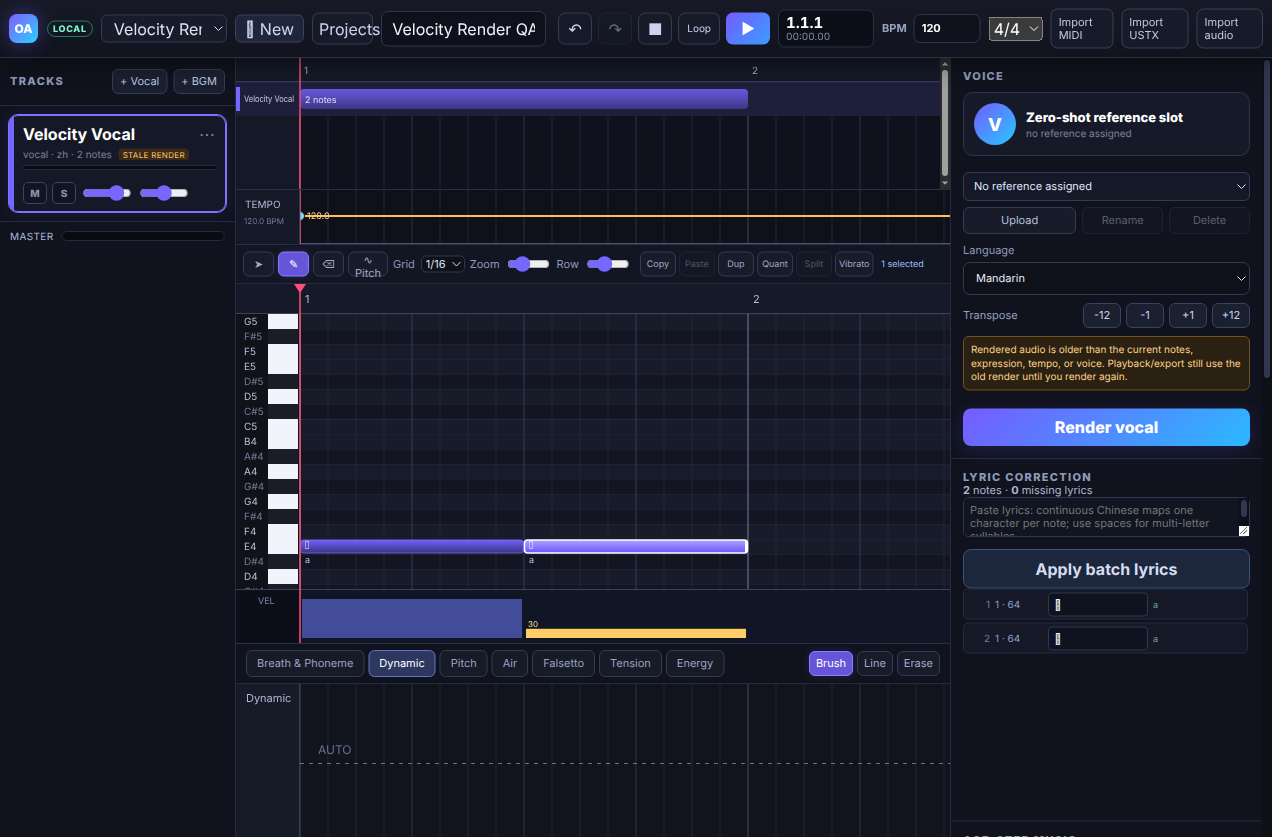 OA LOCAL Velocity Rer New Projects Velocity Render QA Loop 1.1.1 00:00.00 BPM 120 4/4 Import MIDI Import USTX Import audio
TRACKS + Vocal + BGM
Velocity Vocal ...
vocal · zh · 2 notes STALE RENDER
M S
MASTER
1 2
Velocity Vocal 2 notes
TEMPO
120.0 BPM
120.0
Pitch Grid 1/16 Zoom Row Copy Paste Dup Quant Split Vibrato 1 selected
1 2
G5
F#5
F5
E5
D#5
D5
C#5
C5
B4
A#4
A4
G#4
G4
F#4
F4
E4
D#4 a a
D4
VEL
30
Breath & Phoneme Dynamic Pitch Air Falsetto Tension Energy Brush Line Erase
Dynamic
AUTO
VOICE
V Zero-shot reference slot
no reference assigned
No reference assigned
Upload Rename Delete
Language
Mandarin
Transpose -12 -1 +1 +12
Rendered audio is older than the current notes,
expression, tempo, or voice. Playback/export still use the
old render until you render again.
Render vocal
LYRIC CORRECTION
2 notes · 0 missing lyrics
Paste lyrics: continuous Chinese maps one
character per note; use spaces for multi-letter
syllables
Apply batch lyrics
1 1 · 64 a
2 1 · 64 a